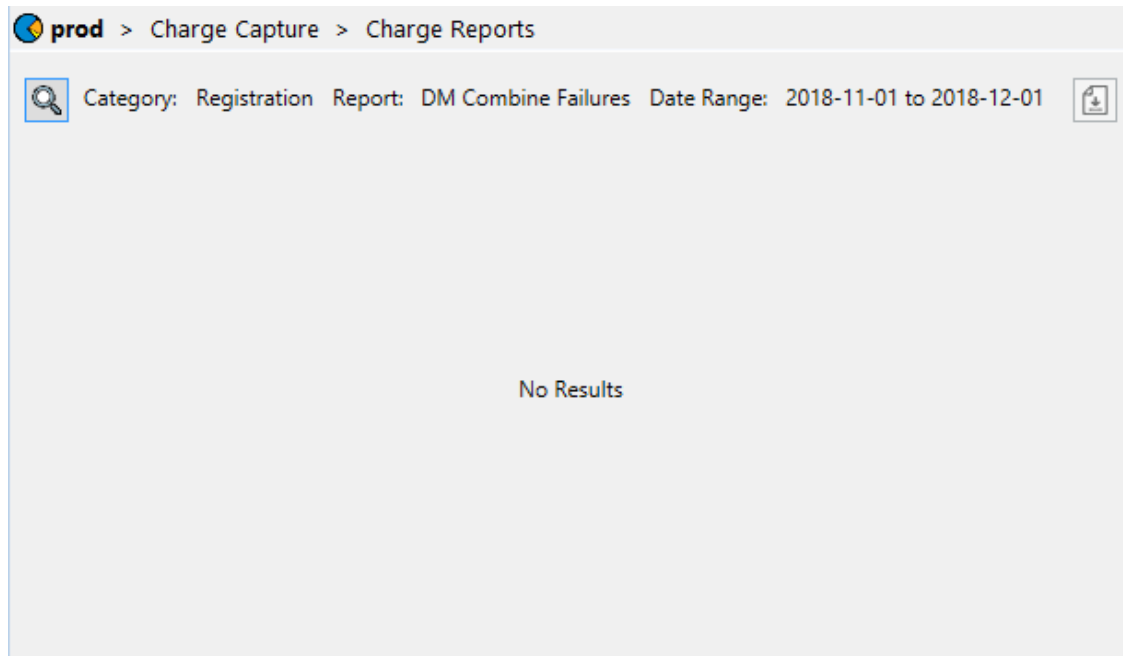 prod > Charge Capture > Charge Reports
Category: Registration Report: DM Combine Failures Date Range: 2018-11-01 to 2018-12-01
No Results